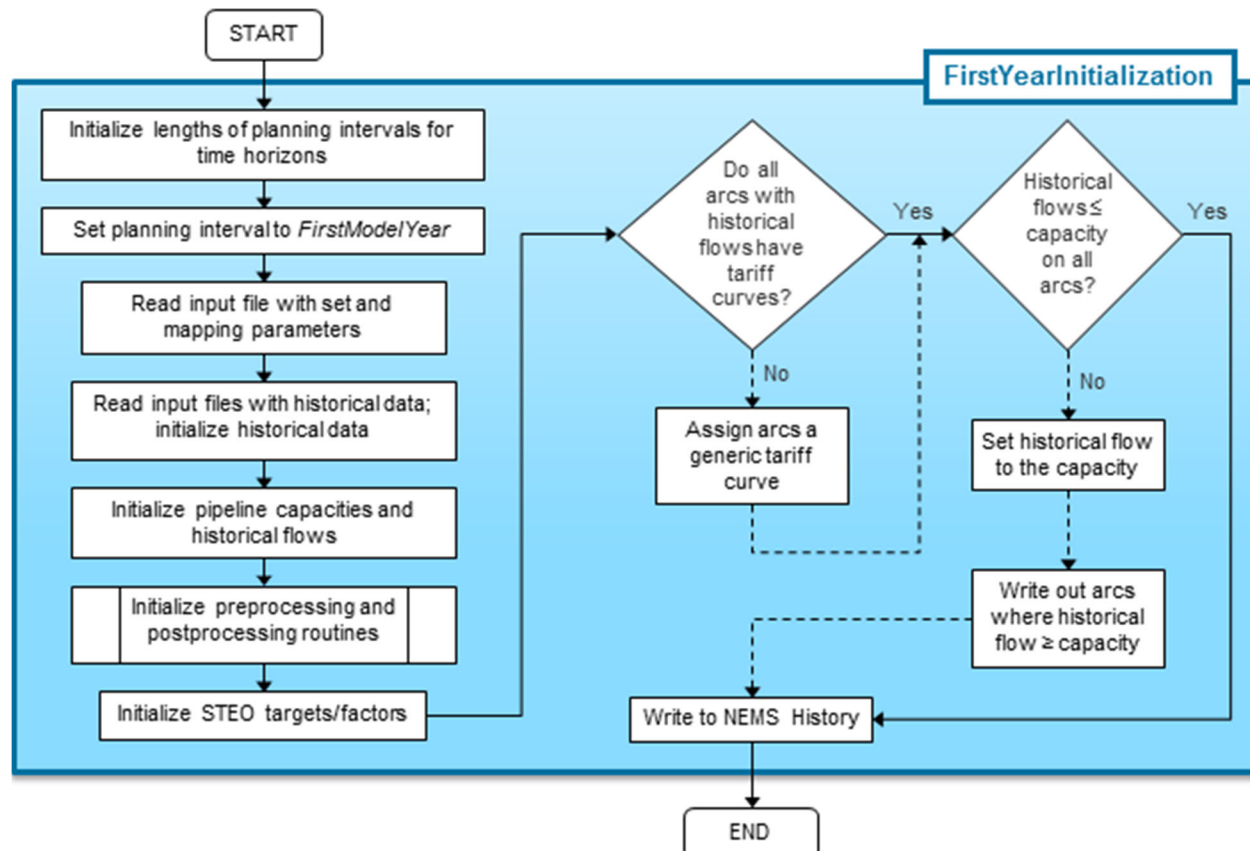 START
FirstYearInitialization
Initialize lengths of planning intervals for
time horizons
Set planning interval to FirstModelYear
Read input file with set and
mapping parameters
Read input files with historical data;
initialize historical data
Initialize pipeline capacities and
historical flows
Initialize preprocessing and
postprocessing routines
Initialize STEO targets/factors
Do all
arcs with
historical
flows have
tariff
curves?
Yes
No
Assign arcs a
generic tariff
curve
Historical
flows ≤
capacity
on all
arcs?
Yes
No
Set historical flow
to the capacity
Write out arcs
where historical
flow ≥ capacity
Write to NEMS History
END